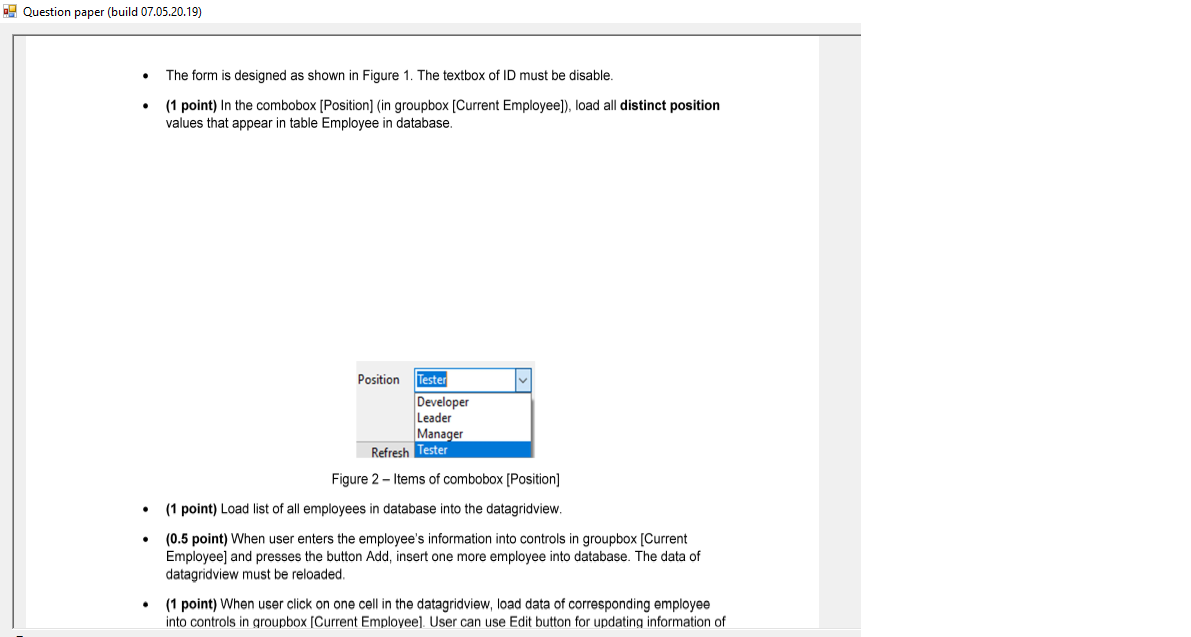 Question paper (build 07.05.20.19)
• The form is designed as shown in Figure 1. The textbox of ID must be disable.
• (1 point) In the combobox [Position] (in groupbox [Current Employee]), load all distinct position
values that appear in table Employee in database.
Position Tester
Developer
Leader
Manager
Refresh Tester
Figure 2 – Items of combobox [Position]
• (1 point) Load list of all employees in database into the datagridview.
• (0.5 point) When user enters the employee's information into controls in groupbox [Current
Employee] and presses the button Add, insert one more employee into database. The data of
datagridview must be reloaded.
• (1 point) When user click on one cell in the datagridview, load data of corresponding employee
into controls in groupbox [Current Employee]. User can use Edit button for updating information of